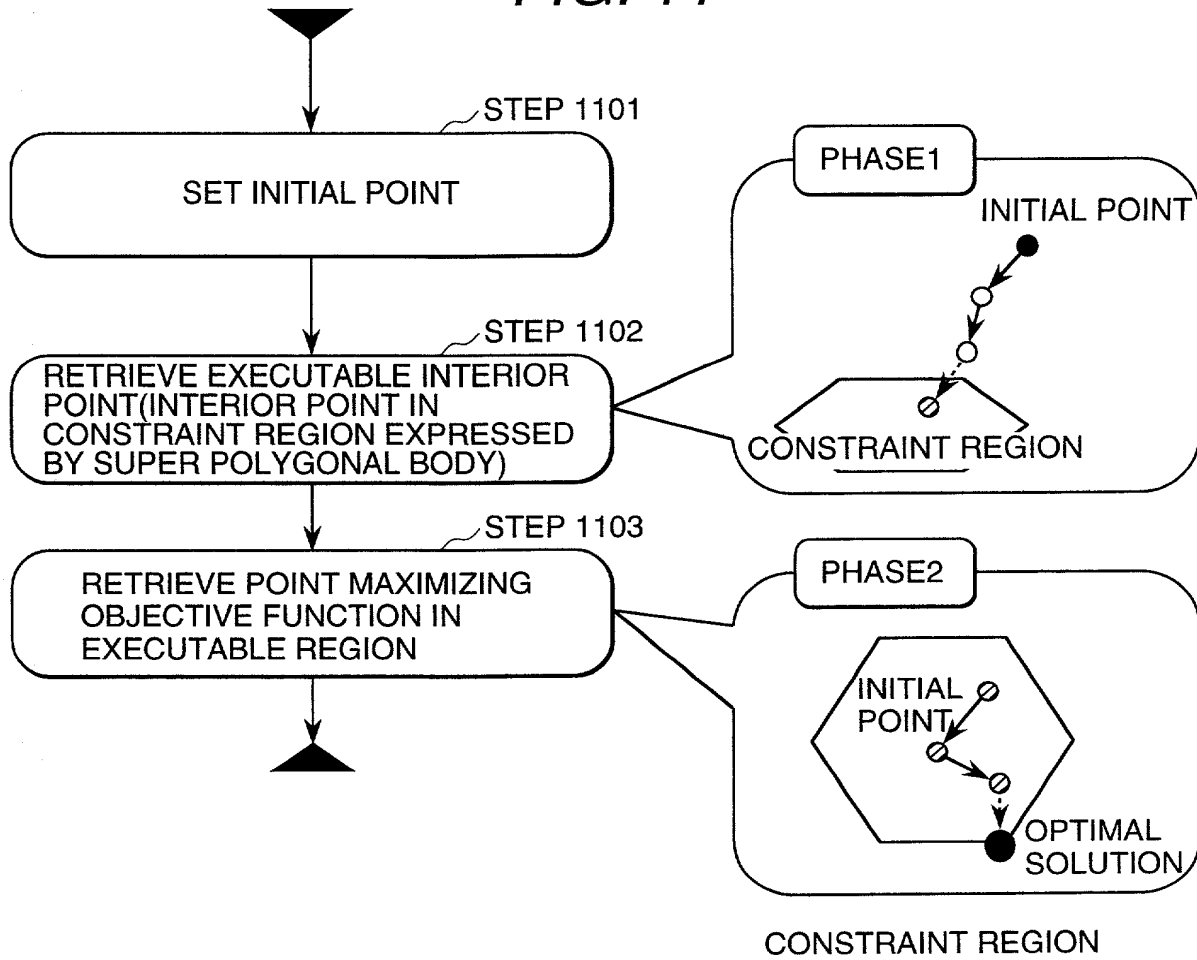 STEP 1101
SET INITIAL POINT
STEP 1102
RETRIEVE EXECUTABLE INTERIOR
POINT(INTERIOR POINT IN
CONSTRAINT REGION EXPRESSED
BY SUPER POLYGONAL BODY)
STEP 1103
RETRIEVE POINT MAXIMIZING
OBJECTIVE FUNCTION IN
EXECUTABLE REGION
PHASE1
INITIAL POINT
CONSTRAINT REGION
PHASE2
INITIAL
POINT
OPTIMAL
SOLUTION
CONSTRAINT REGION